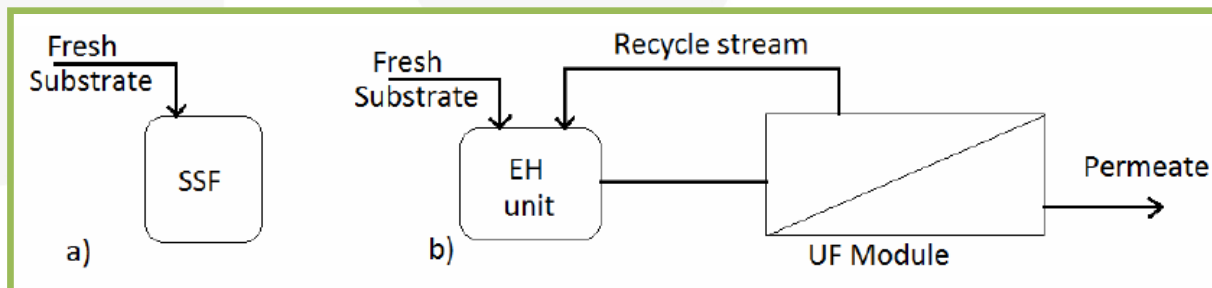 Fresh
Substrate
SSF
a)
Recycle stream
Fresh
Substrate
EH
unit
b)
Permeate
UF Module